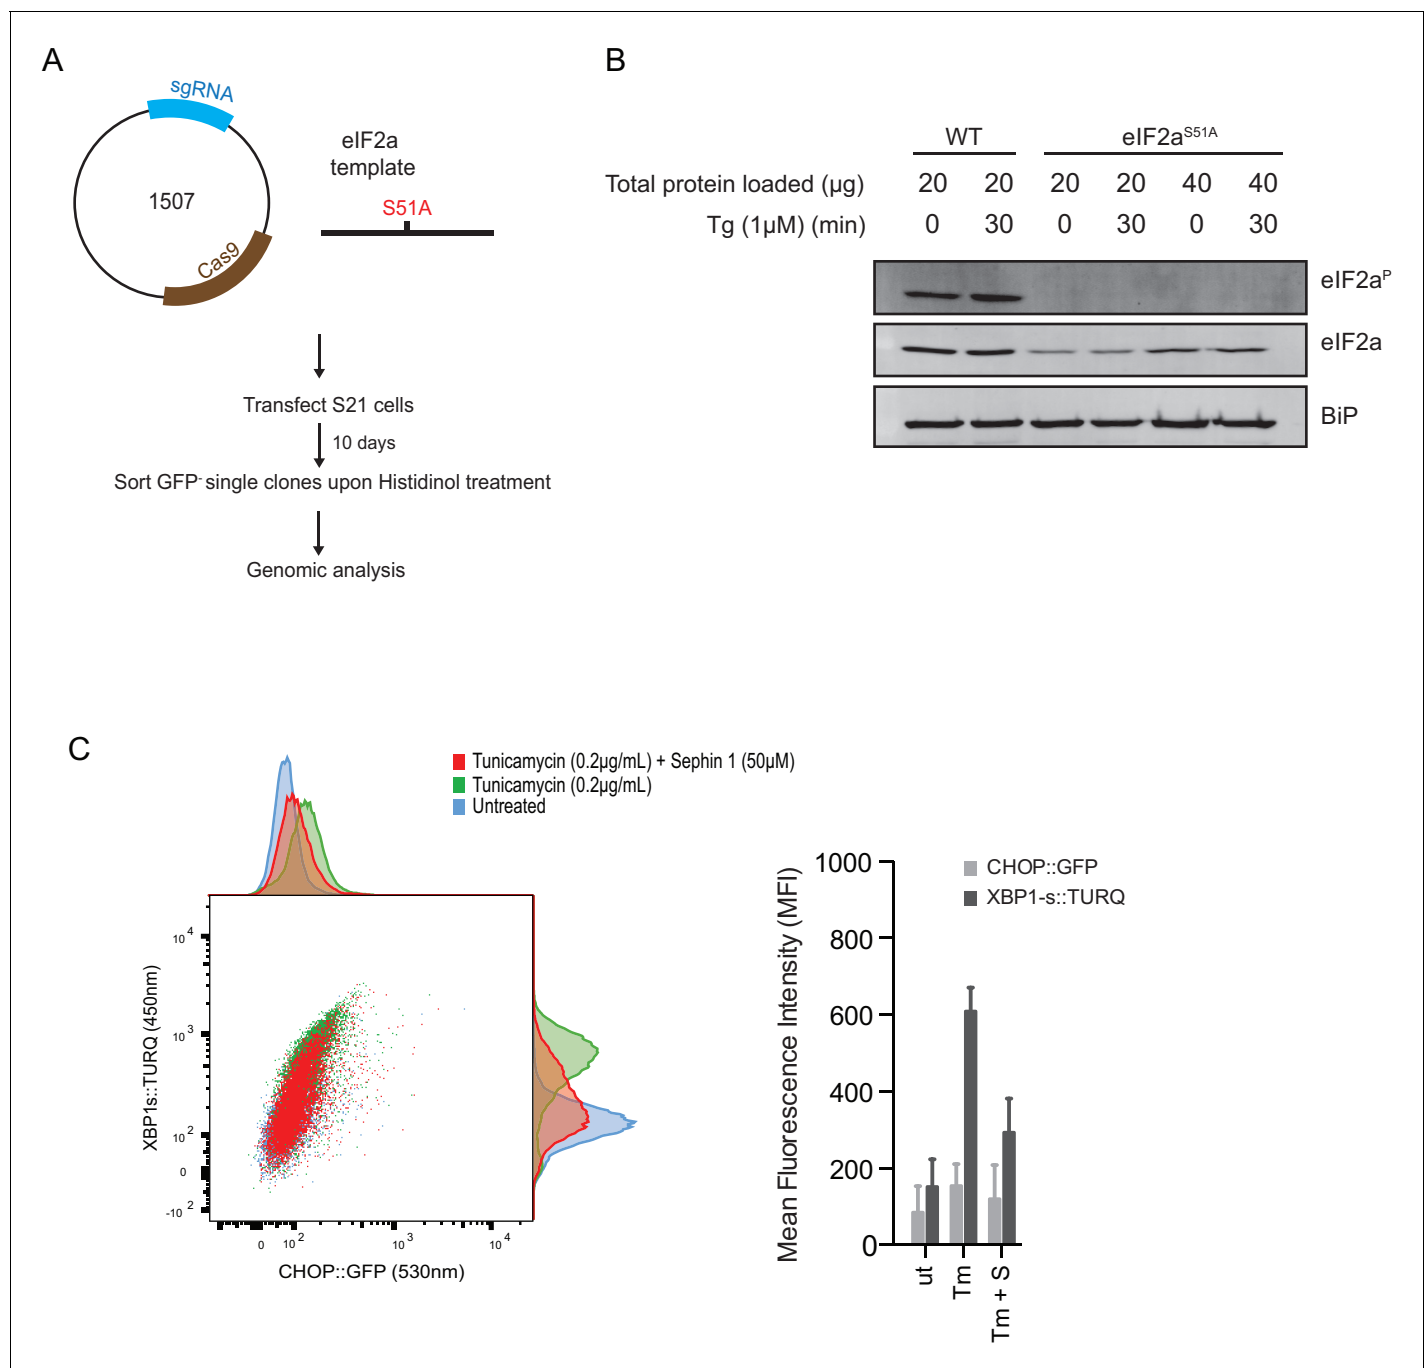 A
sgRNA
1507
Cas9
eIF2a
template
S51A
Transfect S21 cells
10 days
Sort GFP- single clones upon Histidinol treatment
Genomic analysis
B
WT eIF2aS51A
Total protein loaded (µg) 20 20 20 20 40 40
Tg (1µM) (min) 0 30 0 30 0 30
eIF2aP
eIF2a
BiP
C
Tunicamycin (0.2µg/mL) + Sephin 1 (50µM)
Tunicamycin (0.2µg/mL)
Untreated
XBP1s::TURQ (450nm)
10 4
10 3
10 2
0
-10 2
0 10 2 10 3 10 4
CHOP::GFP (530nm)
Mean Fluorescence Intensity (MFI)
1000
800
600
400
200
0
CHOP::GFP
XBP1-s::TURQ
ut
Tm
Tm + S